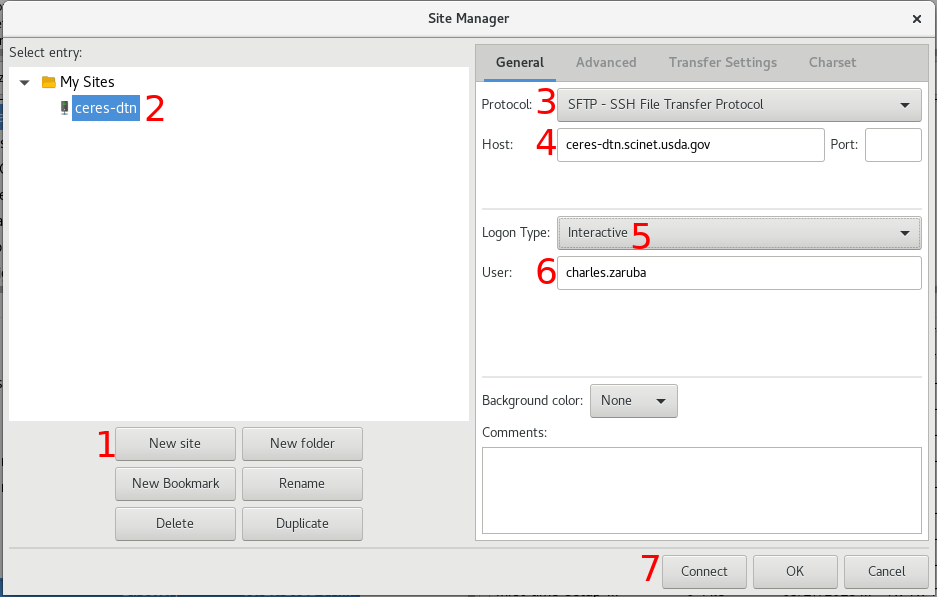 Site Manager
Select entry:
My Sites
ceres-dtn 2
1 New site
New folder
New Bookmark
Rename
Delete
Duplicate
General Advanced Transfer Settings Charset
Protocol: 3 SFTP - SSH File Transfer Protocol
Host: 4 ceres-dtn.scinet.usda.gov Port:
Logon Type: Interactive 5
User: 6 charles.zaruba
Background color: None
Comments:
7 Connect OK Cancel